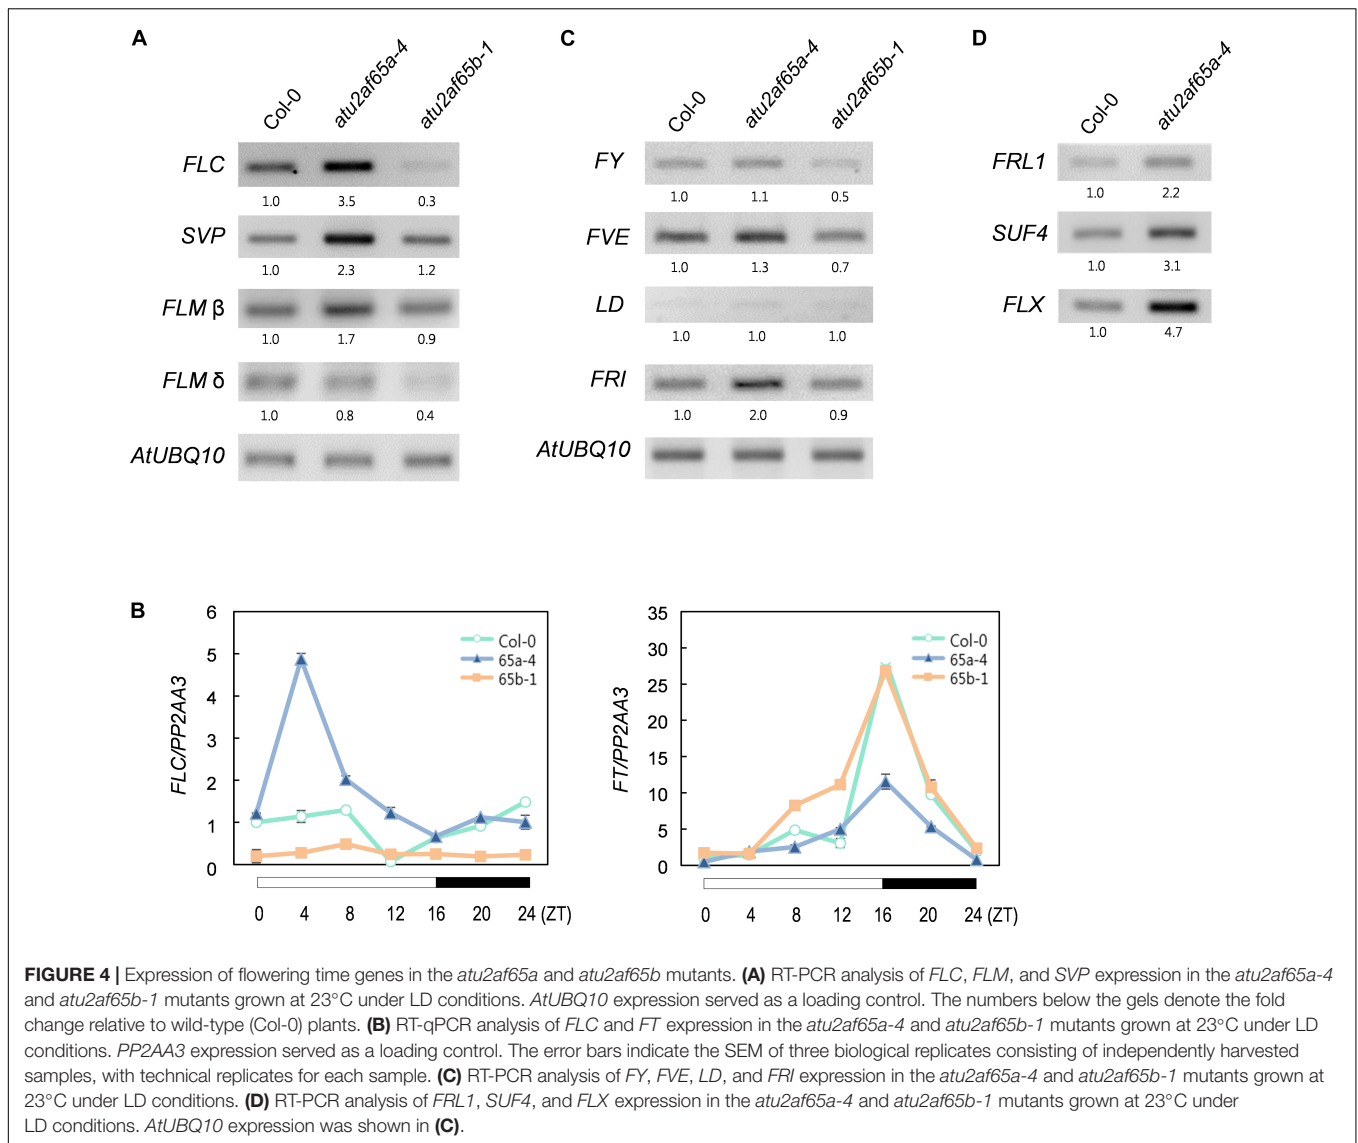 A
Col-0 atu2af65a-4 atu2af65b-1
FLC
1.0 3.5 0.3
SVP
1.0 2.3 1.2
FLM β
1.0 1.7 0.9
FLM δ
1.0 0.8 0.4
AtUBQ10
C
Col-0 atu2af65a-4 atu2af65b-1
FY
1.0 1.1 0.5
FVE
1.0 1.3 0.7
LD
1.0 1.0 1.0
FRI
1.0 2.0 0.9
AtUBQ10
D
Col-0 atu2af65a-4
FRL1
1.0 2.2
SUF4
1.0 3.1
FLX
1.0 4.7
B
FLC/PP2AA3
6
5
4
3
2
1
0
Col-0
65a-4
65b-1
0 4 8 12 16 20 24 (ZT)
FT/PP2AA3
35
30
25
20
15
10
5
0
Col-0
65a-4
65b-1
0 4 8 12 16 20 24 (ZT)
FIGURE 4 | Expression of flowering time genes in the atu2af65a and atu2af65b mutants. (A) RT-PCR analysis of FLC, FLM, and SVP expression in the atu2af65a-4
and atu2af65b-1 mutants grown at 23°C under LD conditions. AtUBQ10 expression served as a loading control. The numbers below the gels denote the fold
change relative to wild-type (Col-0) plants. (B) RT-qPCR analysis of FLC and FT expression in the atu2af65a-4 and atu2af65b-1 mutants grown at 23°C under LD
conditions. PP2AA3 expression served as a loading control. The error bars indicate the SEM of three biological replicates consisting of independently harvested
samples, with technical replicates for each sample. (C) RT-PCR analysis of FY, FVE, LD, and FRI expression in the atu2af65a-4 and atu2af65b-1 mutants grown at
23°C under LD conditions. (D) RT-PCR analysis of FRL1, SUF4, and FLX expression in the atu2af65a-4 and atu2af65b-1 mutants grown at 23°C under
LD conditions. AtUBQ10 expression was shown in (C).